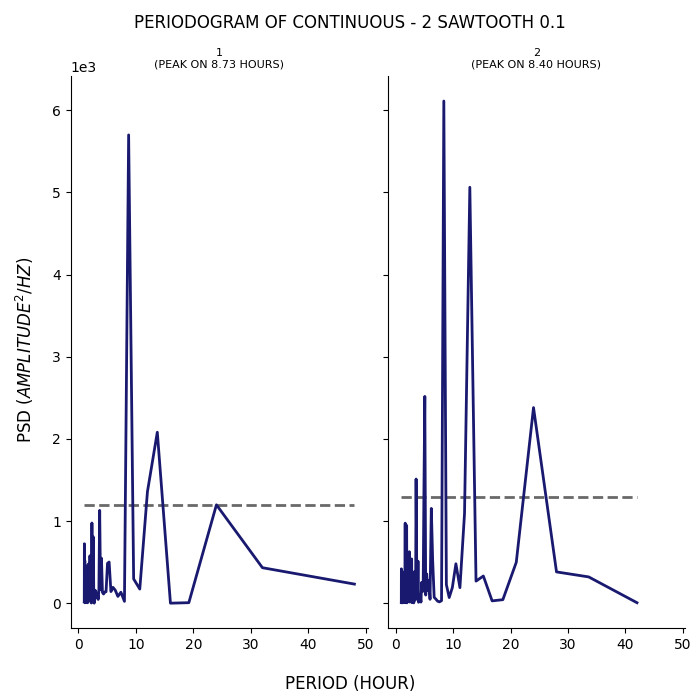 PERIODOGRAM OF CONTINUOUS - 2 SAWTOOTH 0.1
1
(PEAK ON 8.73 HOURS)
2
(PEAK ON 8.40 HOURS)
1e3
6
5
4
3
2
1
0
PSD (AMPLITUDE²/HZ)
0 10 20 30 40 50
0 10 20 30 40 50
PERIOD (HOUR)